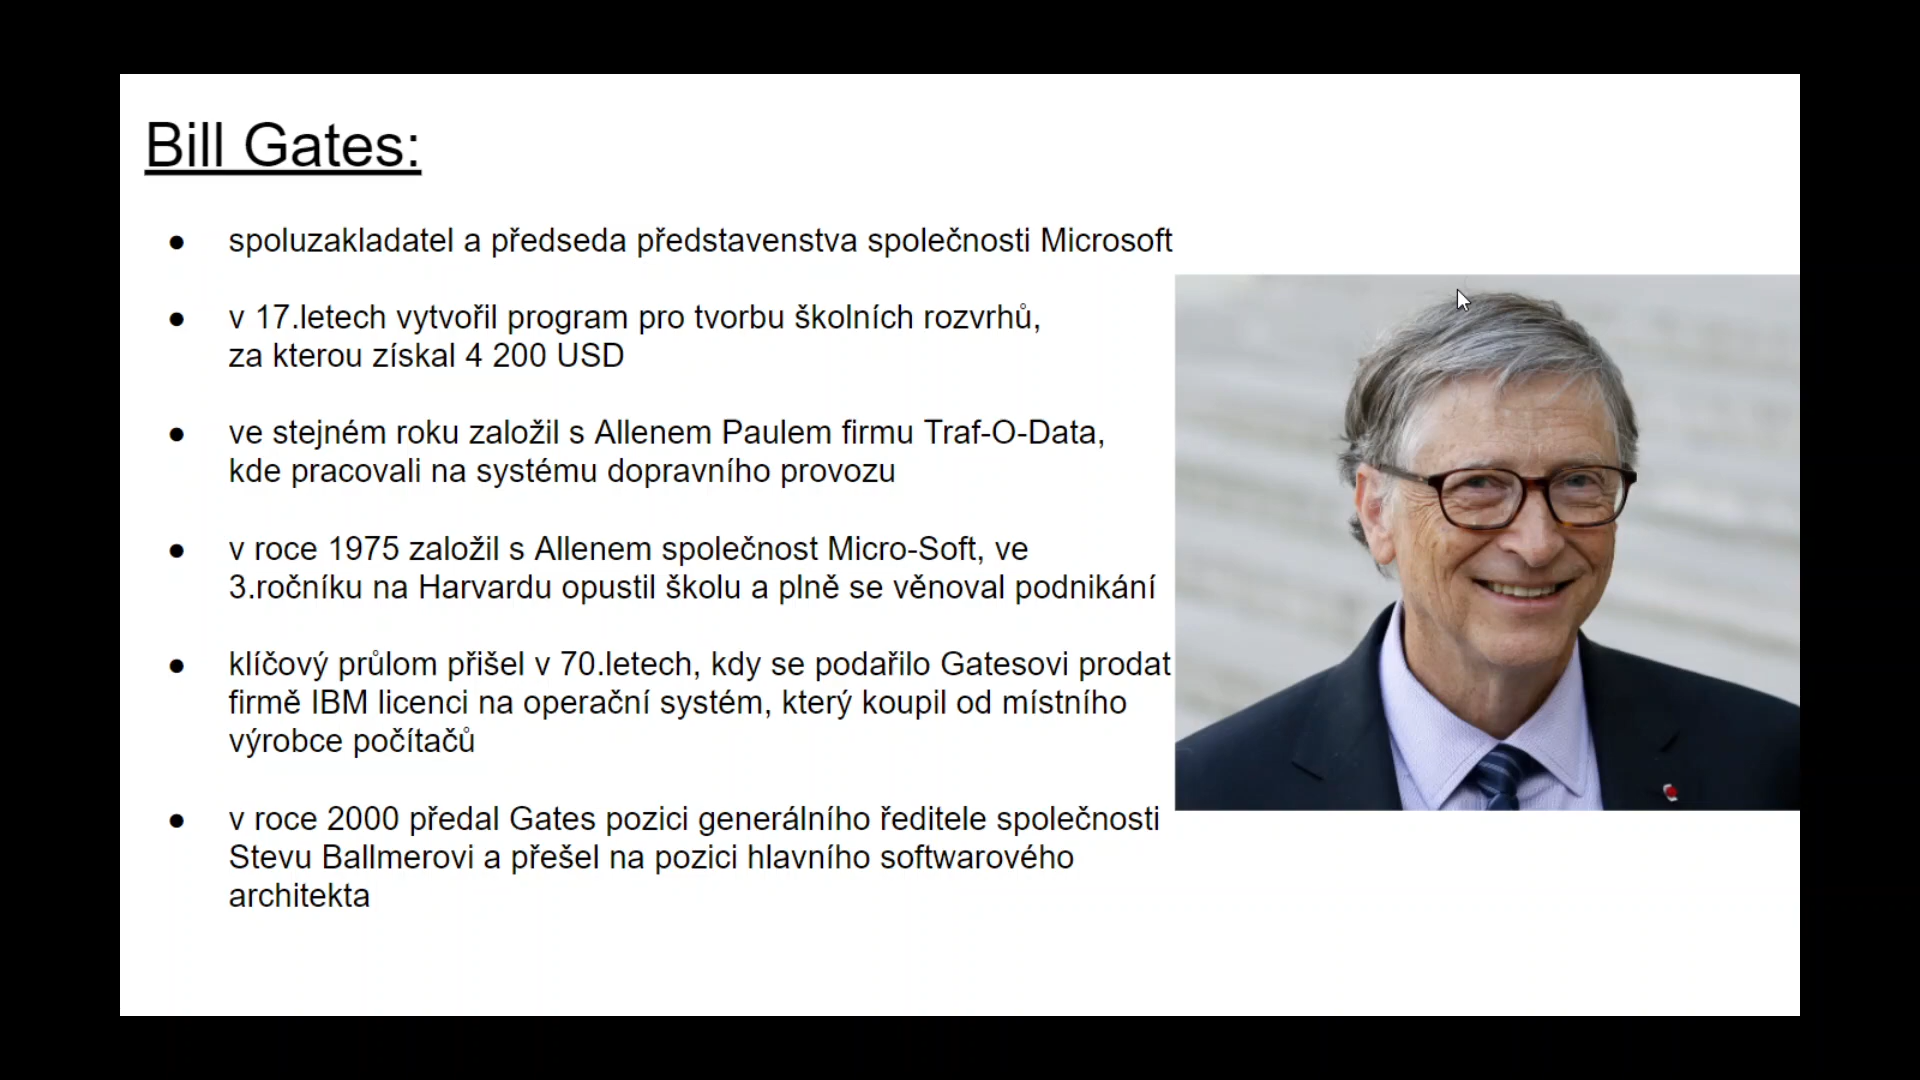 Bill Gates:
● spoluzakladatel a předseda představenstva společnosti Microsoft
● v 17.letech vytvořil program pro tvorbu školních rozvrhů,
za kterou získal 4 200 USD
● ve stejném roku založil s Allenem Paulem firmu Traf-O-Data,
kde pracovali na systému dopravního provozu
● v roce 1975 založil s Allenem společnost Micro-Soft, ve
3.ročníku na Harvardu opustil školu a plně se věnoval podnikání
● klíčový průlom přišel v 70.letech, kdy se podařilo Gatesovi prodat
firmě IBM licenci na operační systém, který koupil od místního
výrobce počítačů
● v roce 2000 předal Gates pozici generálního ředitele společnosti
Stevu Ballmerovi a přešel na pozici hlavního softwarového
architekta